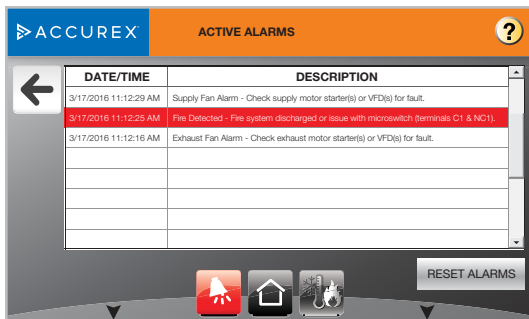 ACCUREX
ACTIVE ALARMS
?
DATE/TIME DESCRIPTION
3/17/2016 11:12:29 AM Supply Fan Alarm - Check supply motor starter(s) or VFD(s) for fault.
3/17/2016 11:12:25 AM Fire Detected - Fire system discharged or issue with microswitch (terminals C1 & NC1).
3/17/2016 11:12:16 AM Exhaust Fan Alarm - Check exhaust motor starter(s) or VFD(s) for fault.
RESET ALARMS